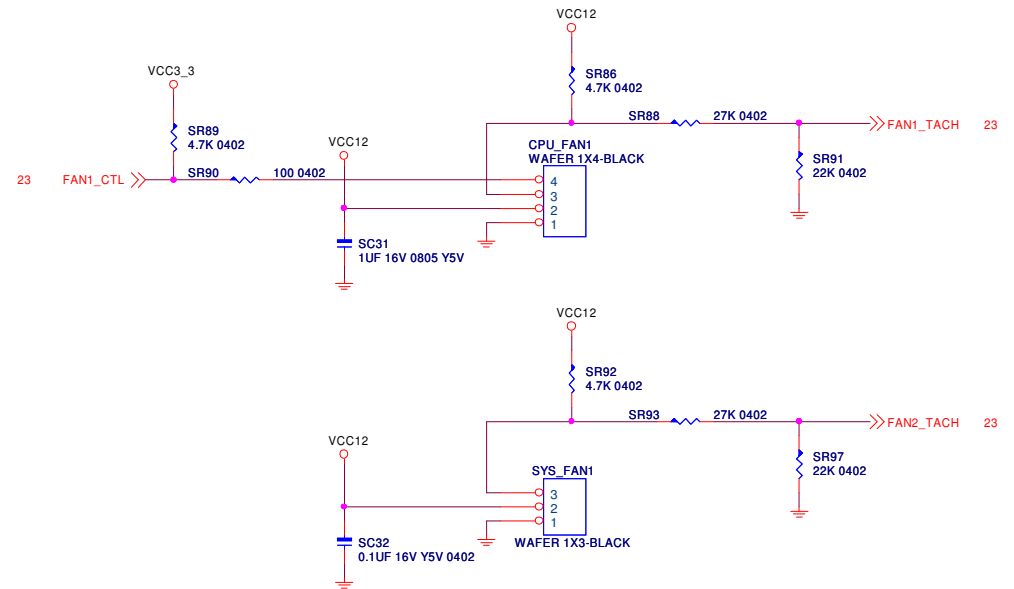 VCC12
SR86
4.7K 0402
VCC3_3
SR89
4.7K 0402
SR88 27K 0402
FAN1_TACH 23
VCC12
CPU_FAN1
WAFER 1X4-BLACK
SR91
22K 0402
23 FAN1_CTL
SR90 100 0402
4
3
2
1
SC31
1UF 16V 0805 Y5V
VCC12
SR92
4.7K 0402
SR93 27K 0402
FAN2_TACH 23
VCC12
SYS_FAN1
SR97
22K 0402
3
2
1
WAFER 1X3-BLACK
SC32
0.1UF 16V Y5V 0402